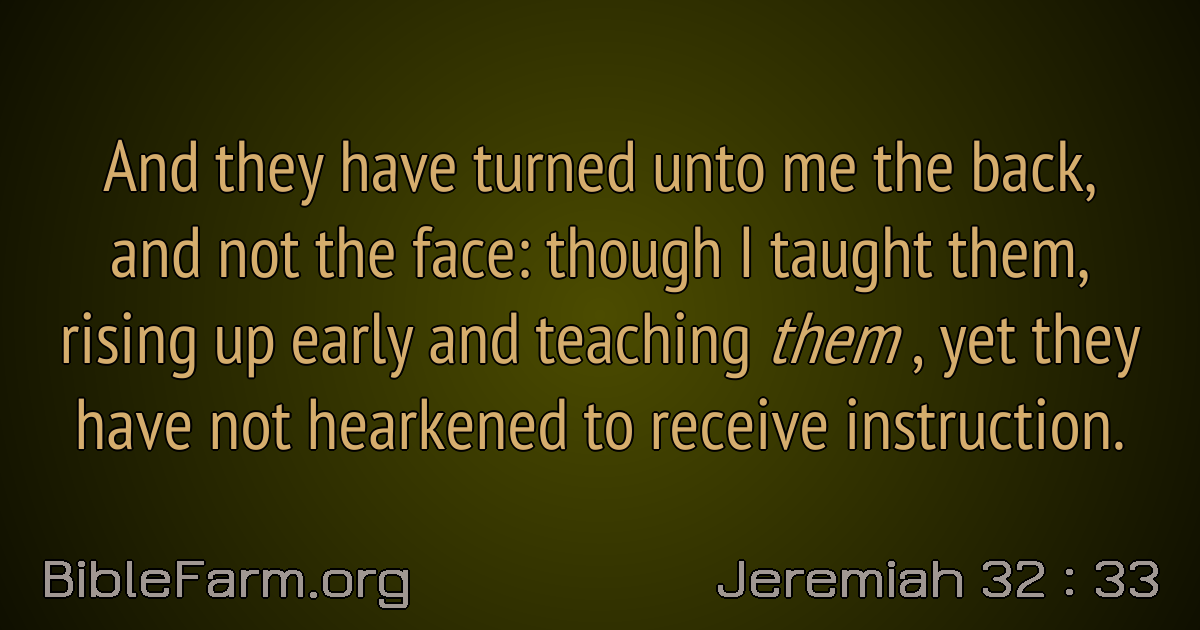 And they have turned unto me the back,
and not the face: though I taught them,
rising up early and teaching them , yet they
have not hearkened to receive instruction.
BibleFarm.org
Jeremiah 32 : 33